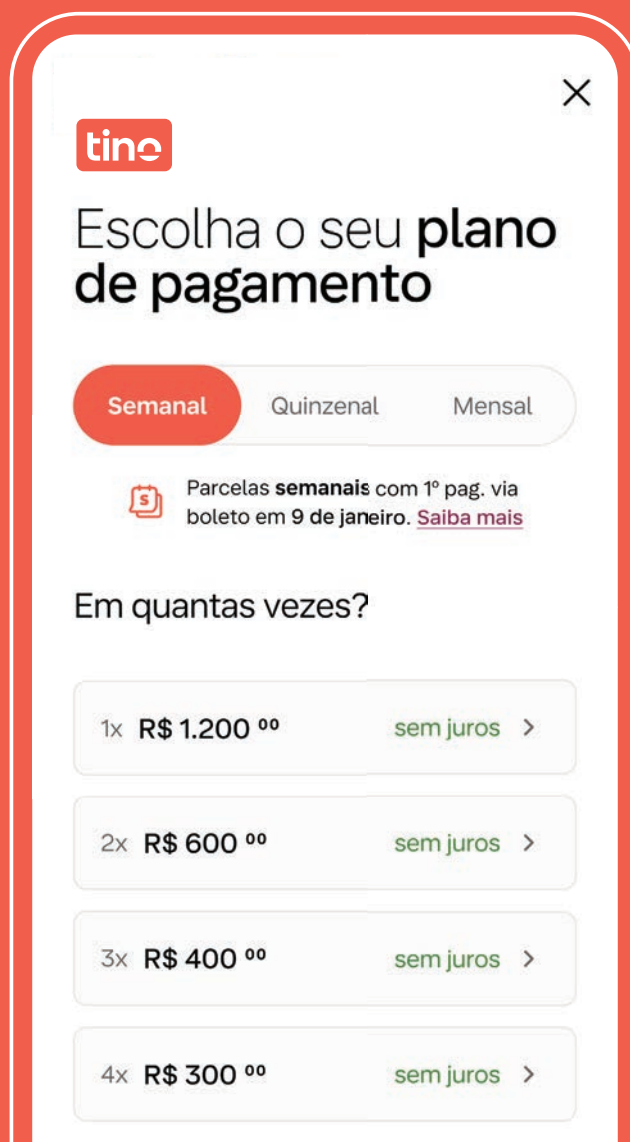 tino
Escolha o seu plano
de pagamento
Semanal Quinzenal Mensal
Parcelas semanais com 1º pag. via
boleto em 9 de janeiro. Saiba mais
Em quantas vezes?
1x R$ 1.200 ⁰⁰ sem juros
2x R$ 600 ⁰⁰ sem juros
3x R$ 400 ⁰⁰ sem juros
4x R$ 300 ⁰⁰ sem juros